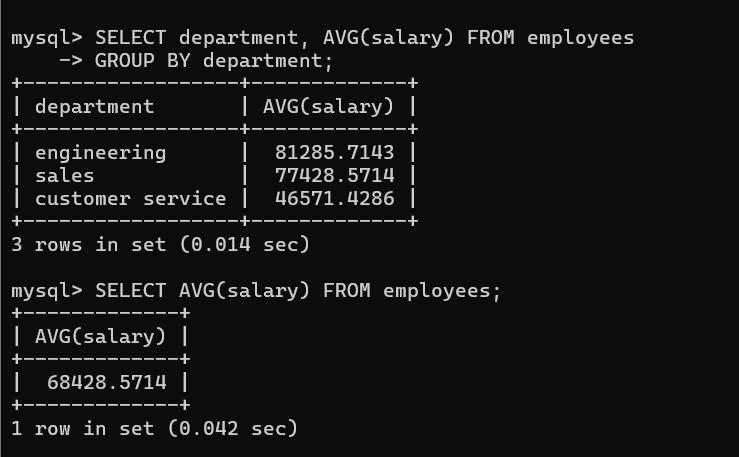 mysql> SELECT department, AVG(salary) FROM employees
    -> GROUP BY department;
+------------------+-------------+
| department       | AVG(salary) |
+------------------+-------------+
| engineering      |  81285.7143 |
| sales            |  77428.5714 |
| customer service |  46571.4286 |
+------------------+-------------+
3 rows in set (0.014 sec)

mysql> SELECT AVG(salary) FROM employees;
+-------------+
| AVG(salary) |
+-------------+
|  68428.5714 |
+-------------+
1 row in set (0.042 sec)